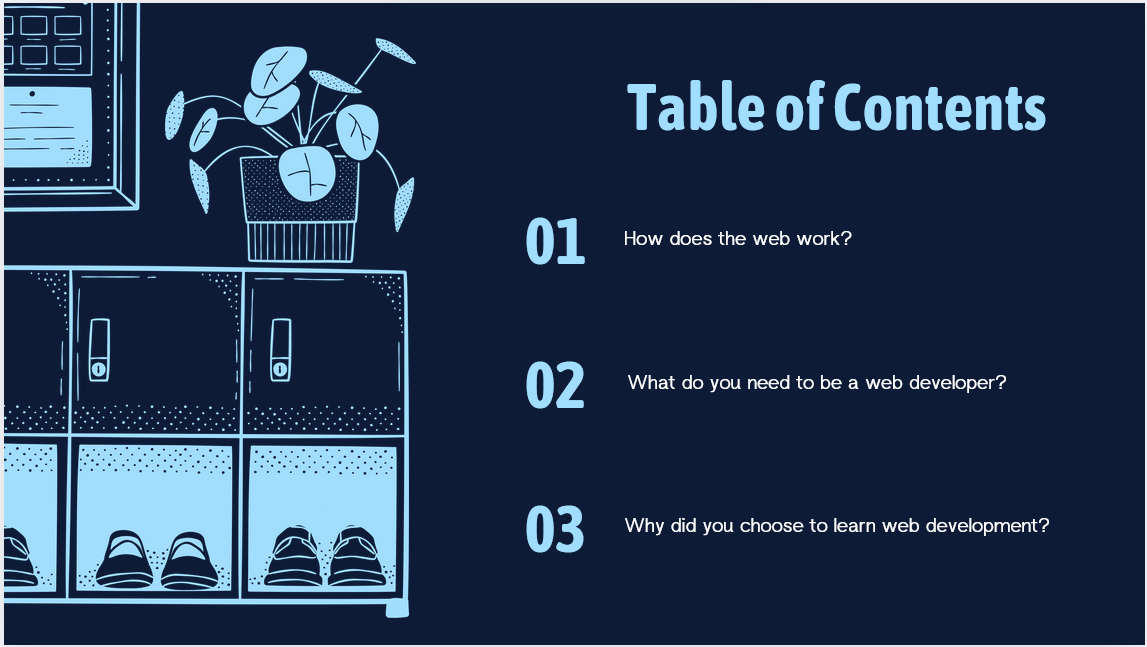 Table of Contents
01 How does the web work?
02 What do you need to be a web developer?
03 Why did you choose to learn web development?